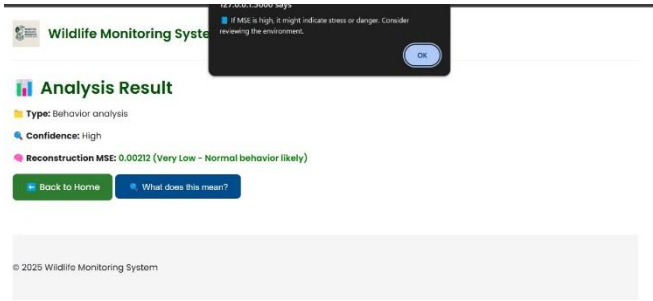 127.0.0.1:5000 says
If MSE is high, it might indicate stress or danger. Consider
reviewing the environment.
OK
Wildlife Monitoring Syste
Analysis Result
Type: Behavior analysis
Confidence: High
Reconstruction MSE: 0.00212 (Very Low - Normal behavior likely)
Back to Home
What does this mean?
© 2025 Wildlife Monitoring System